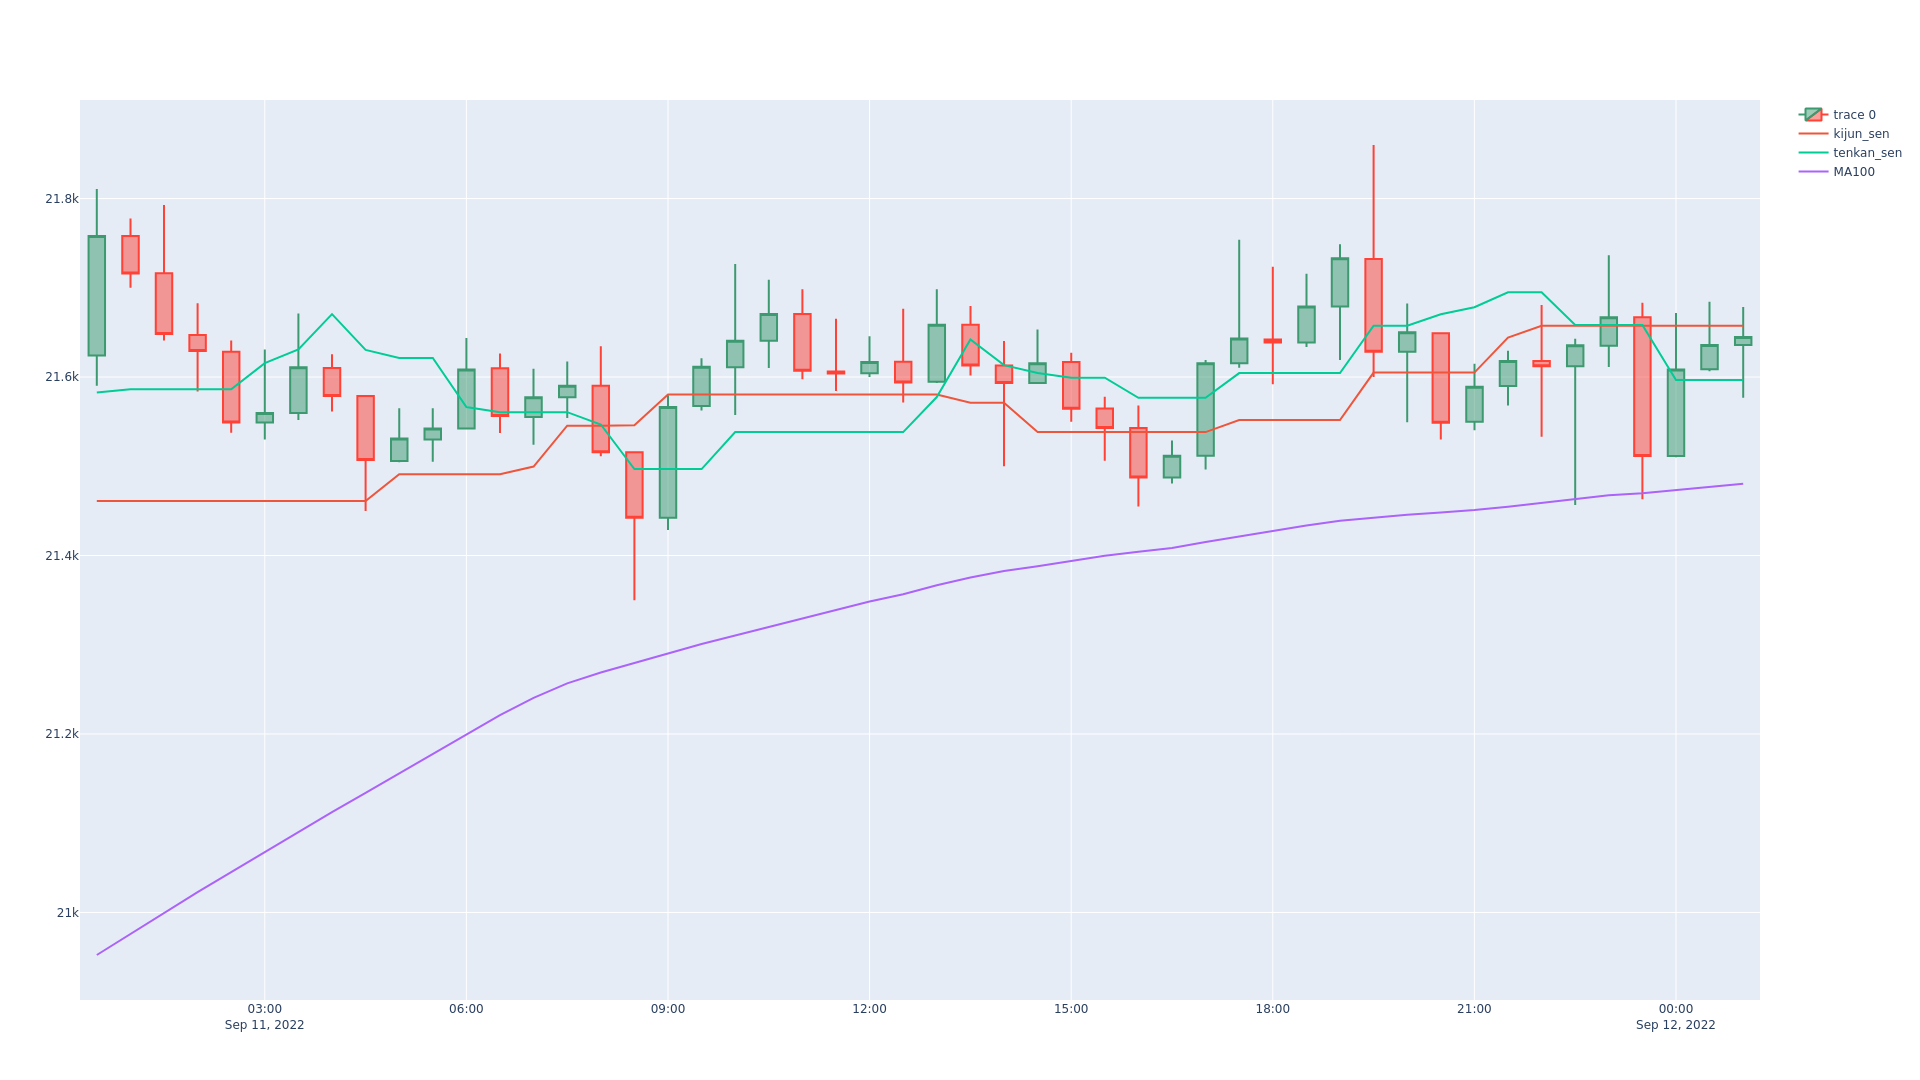 trace 0
kijun_sen
tenkan_sen
MA100
21.8k
21.6k
21.4k
21.2k
21k
03:00 06:00 09:00 12:00 15:00 18:00 21:00 00:00
Sep 11, 2022 Sep 12, 2022